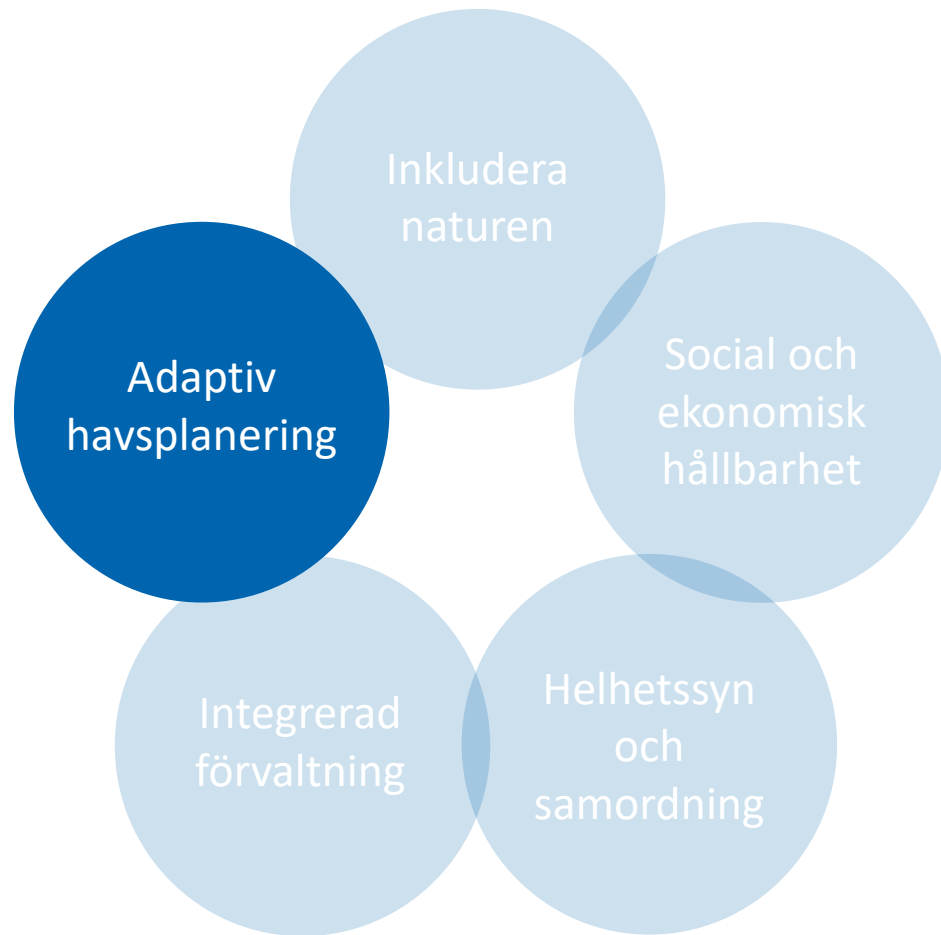 Inkludera
naturen
Adaptiv
havsplanering
Social och
ekonomisk
hållbarhet
Integrerad
förvaltning
Helhetssyn
och
samordning